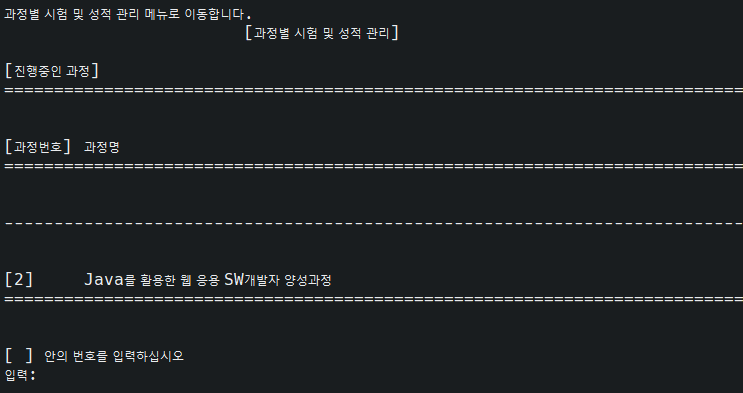 과정별 시험 및 성적 관리 메뉴로 이동합니다.
[과정별 시험 및 성적 관리]
[진행중인 과정]
==========================================================================
[과정번호] 과정명
==========================================================================
--------------------------------------------------------------------------
[2] Java를 활용한 웹 응용 SW개발자 양성과정
==========================================================================
[ ] 안의 번호를 입력하십시오
입력: